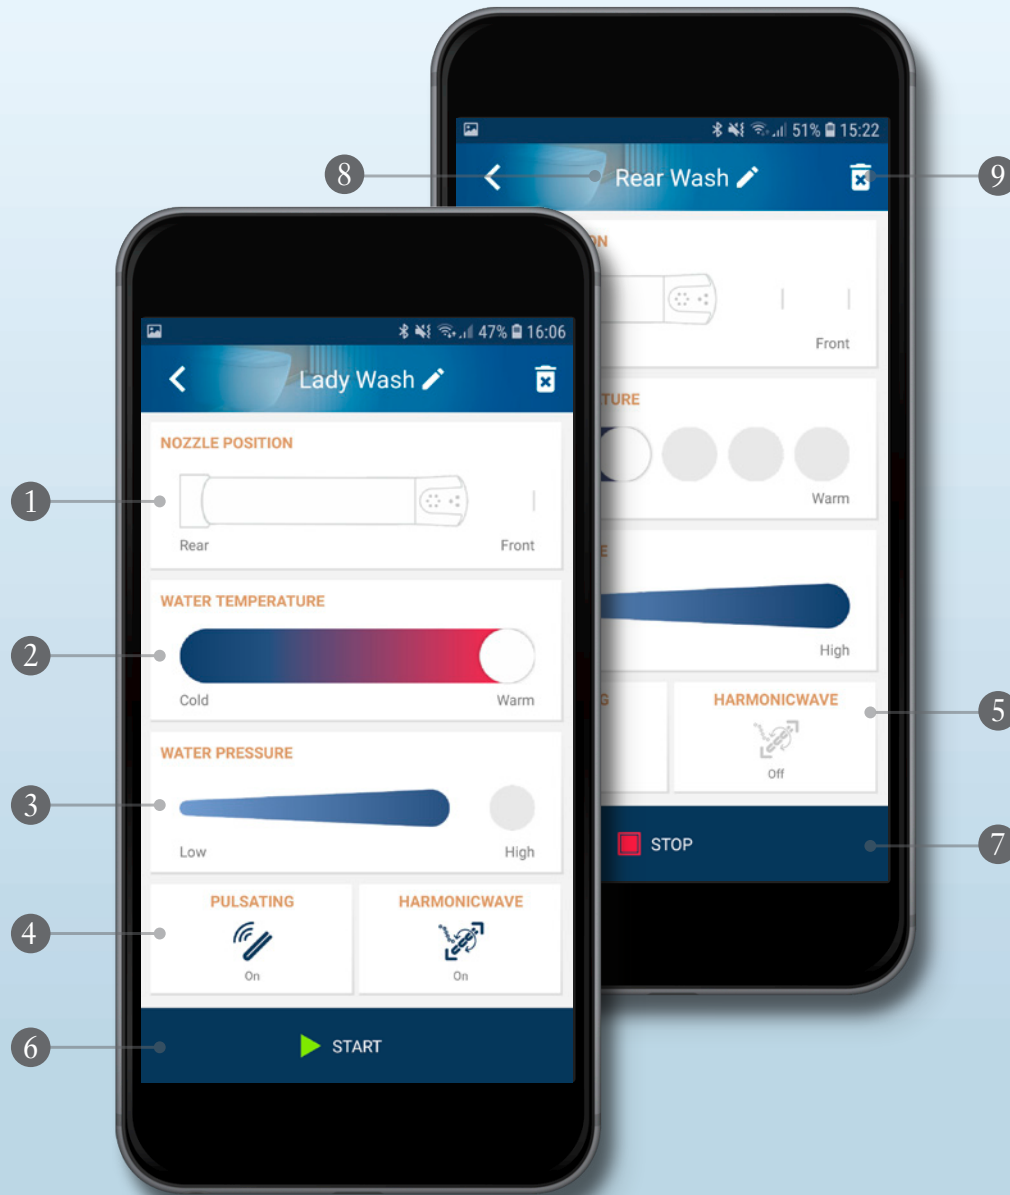 51% 15:22
8
Rear Wash
9
ON
Front
TURE
Warm
E
High
G
HARMONICWAVE
5
Off
STOP
7
47% 16:06
Lady Wash
NOZZLE POSITION
1
Rear
Front
WATER TEMPERATURE
2
Cold
Warm
WATER PRESSURE
3
Low
High
PULSATING
HARMONICWAVE
4
On
On
6
START